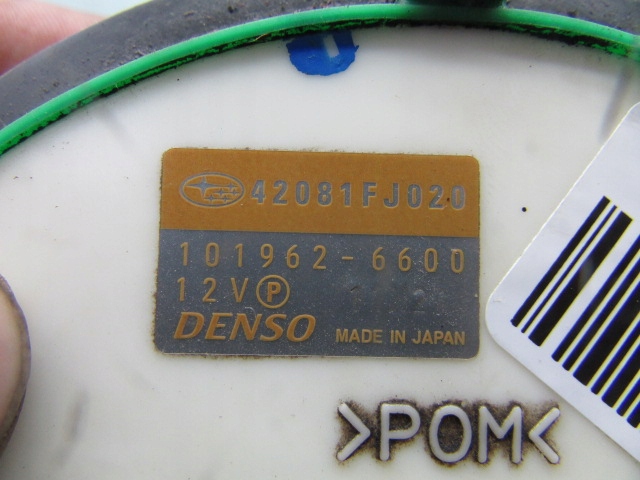 42081FJ020
101962-6600
12V Ⓟ
DENSO MADE IN JAPAN
>POM<